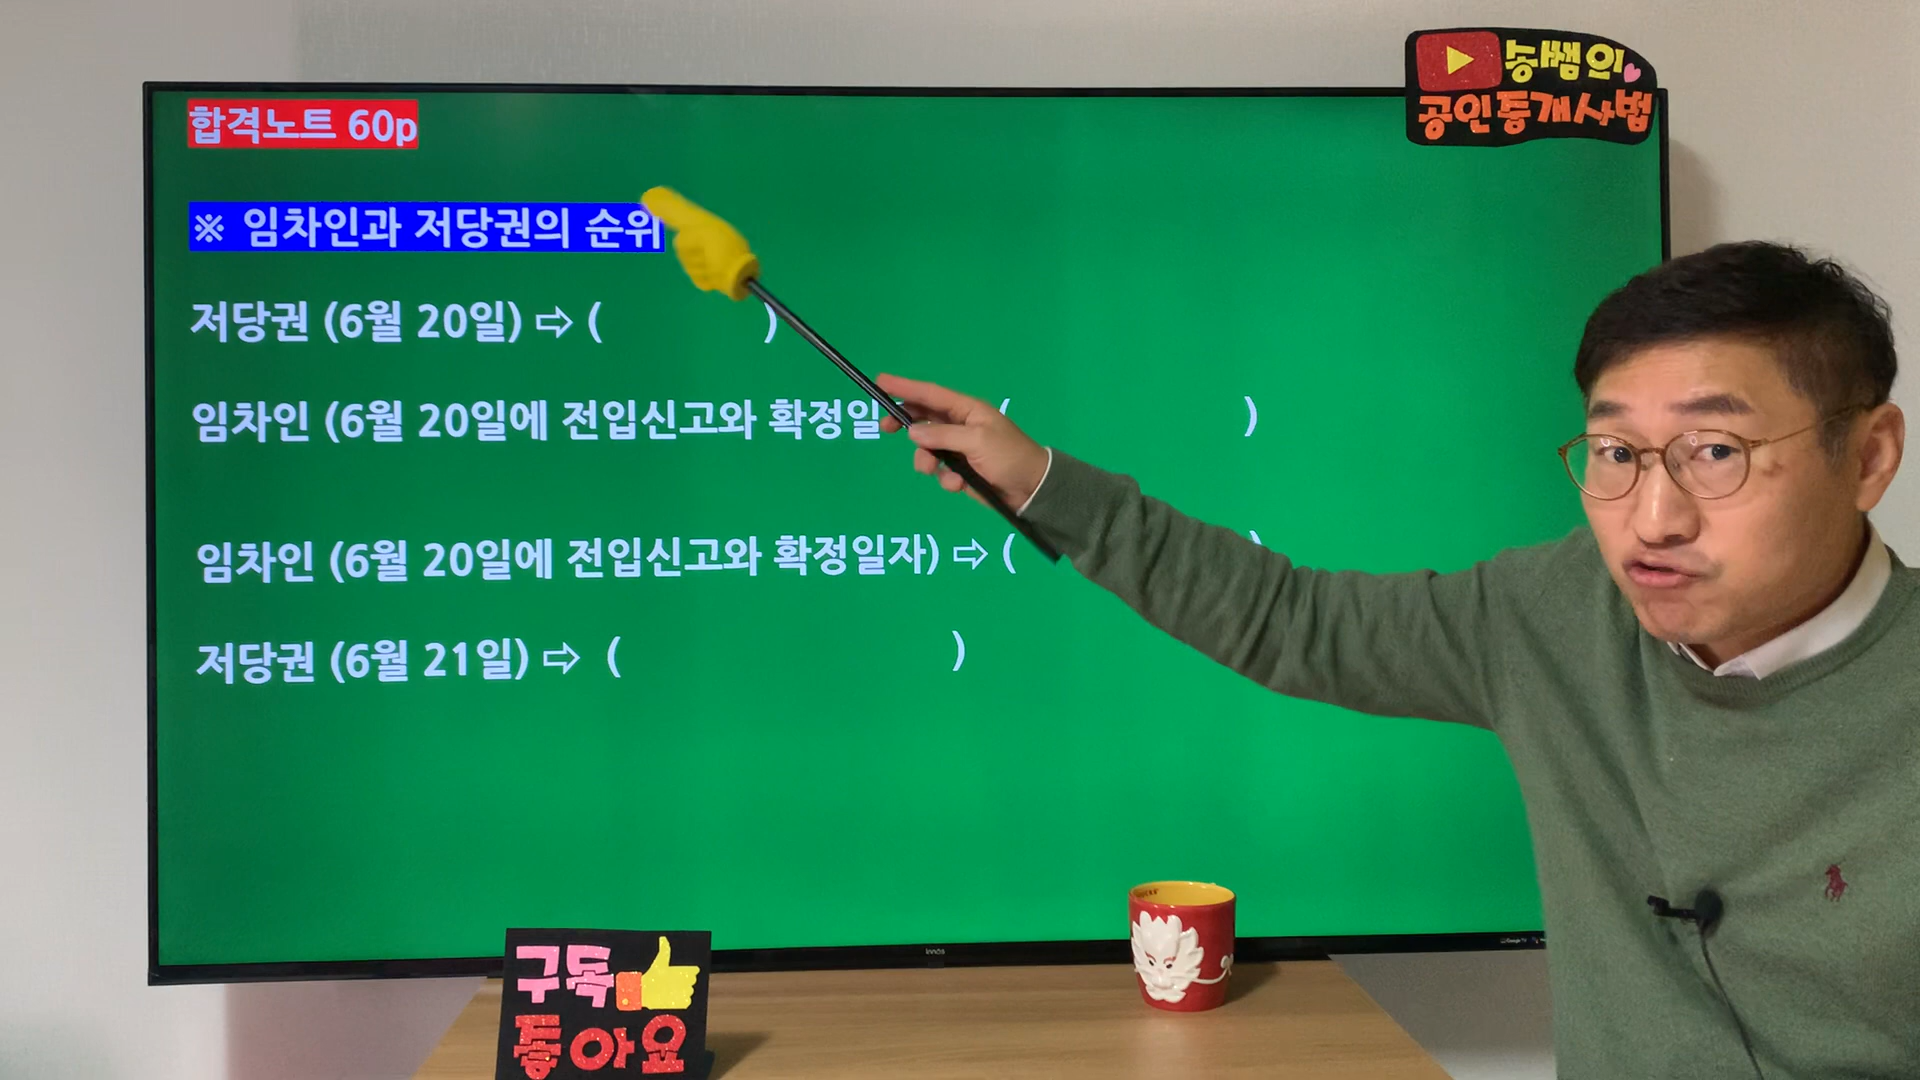 송쌤의
공인중개사법
합격노트 60p
※ 임차인과 저당권의 순위
저당권 (6월 20일) ⇨ ( )
임차인 (6월 20일에 전입신고와 확정일 ( )
임차인 (6월 20일에 전입신고와 확정일자) ⇨ ( )
저당권 (6월 21일) ⇨ ( )
innos
구독
좋아요